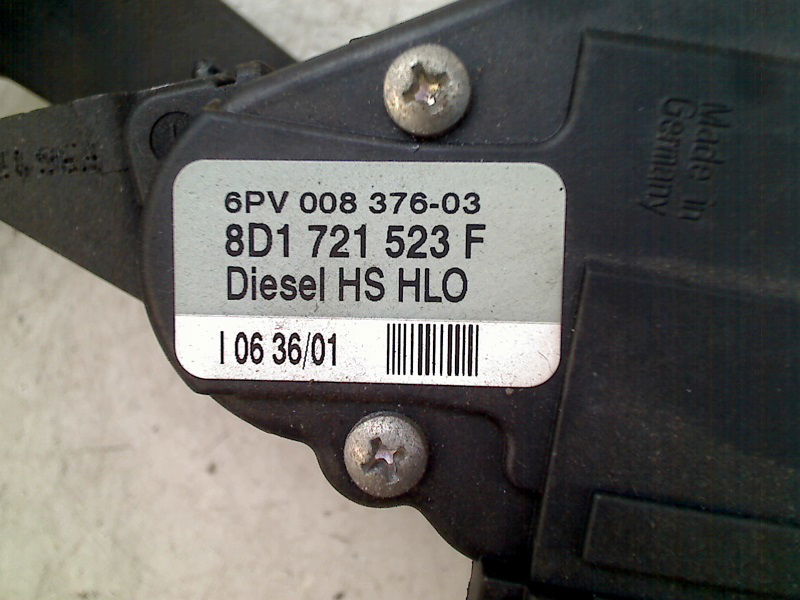 6PV 008 376-03
8D1 721 523 F
Diesel HS HLO
I 06 36/01
Made in
Germany